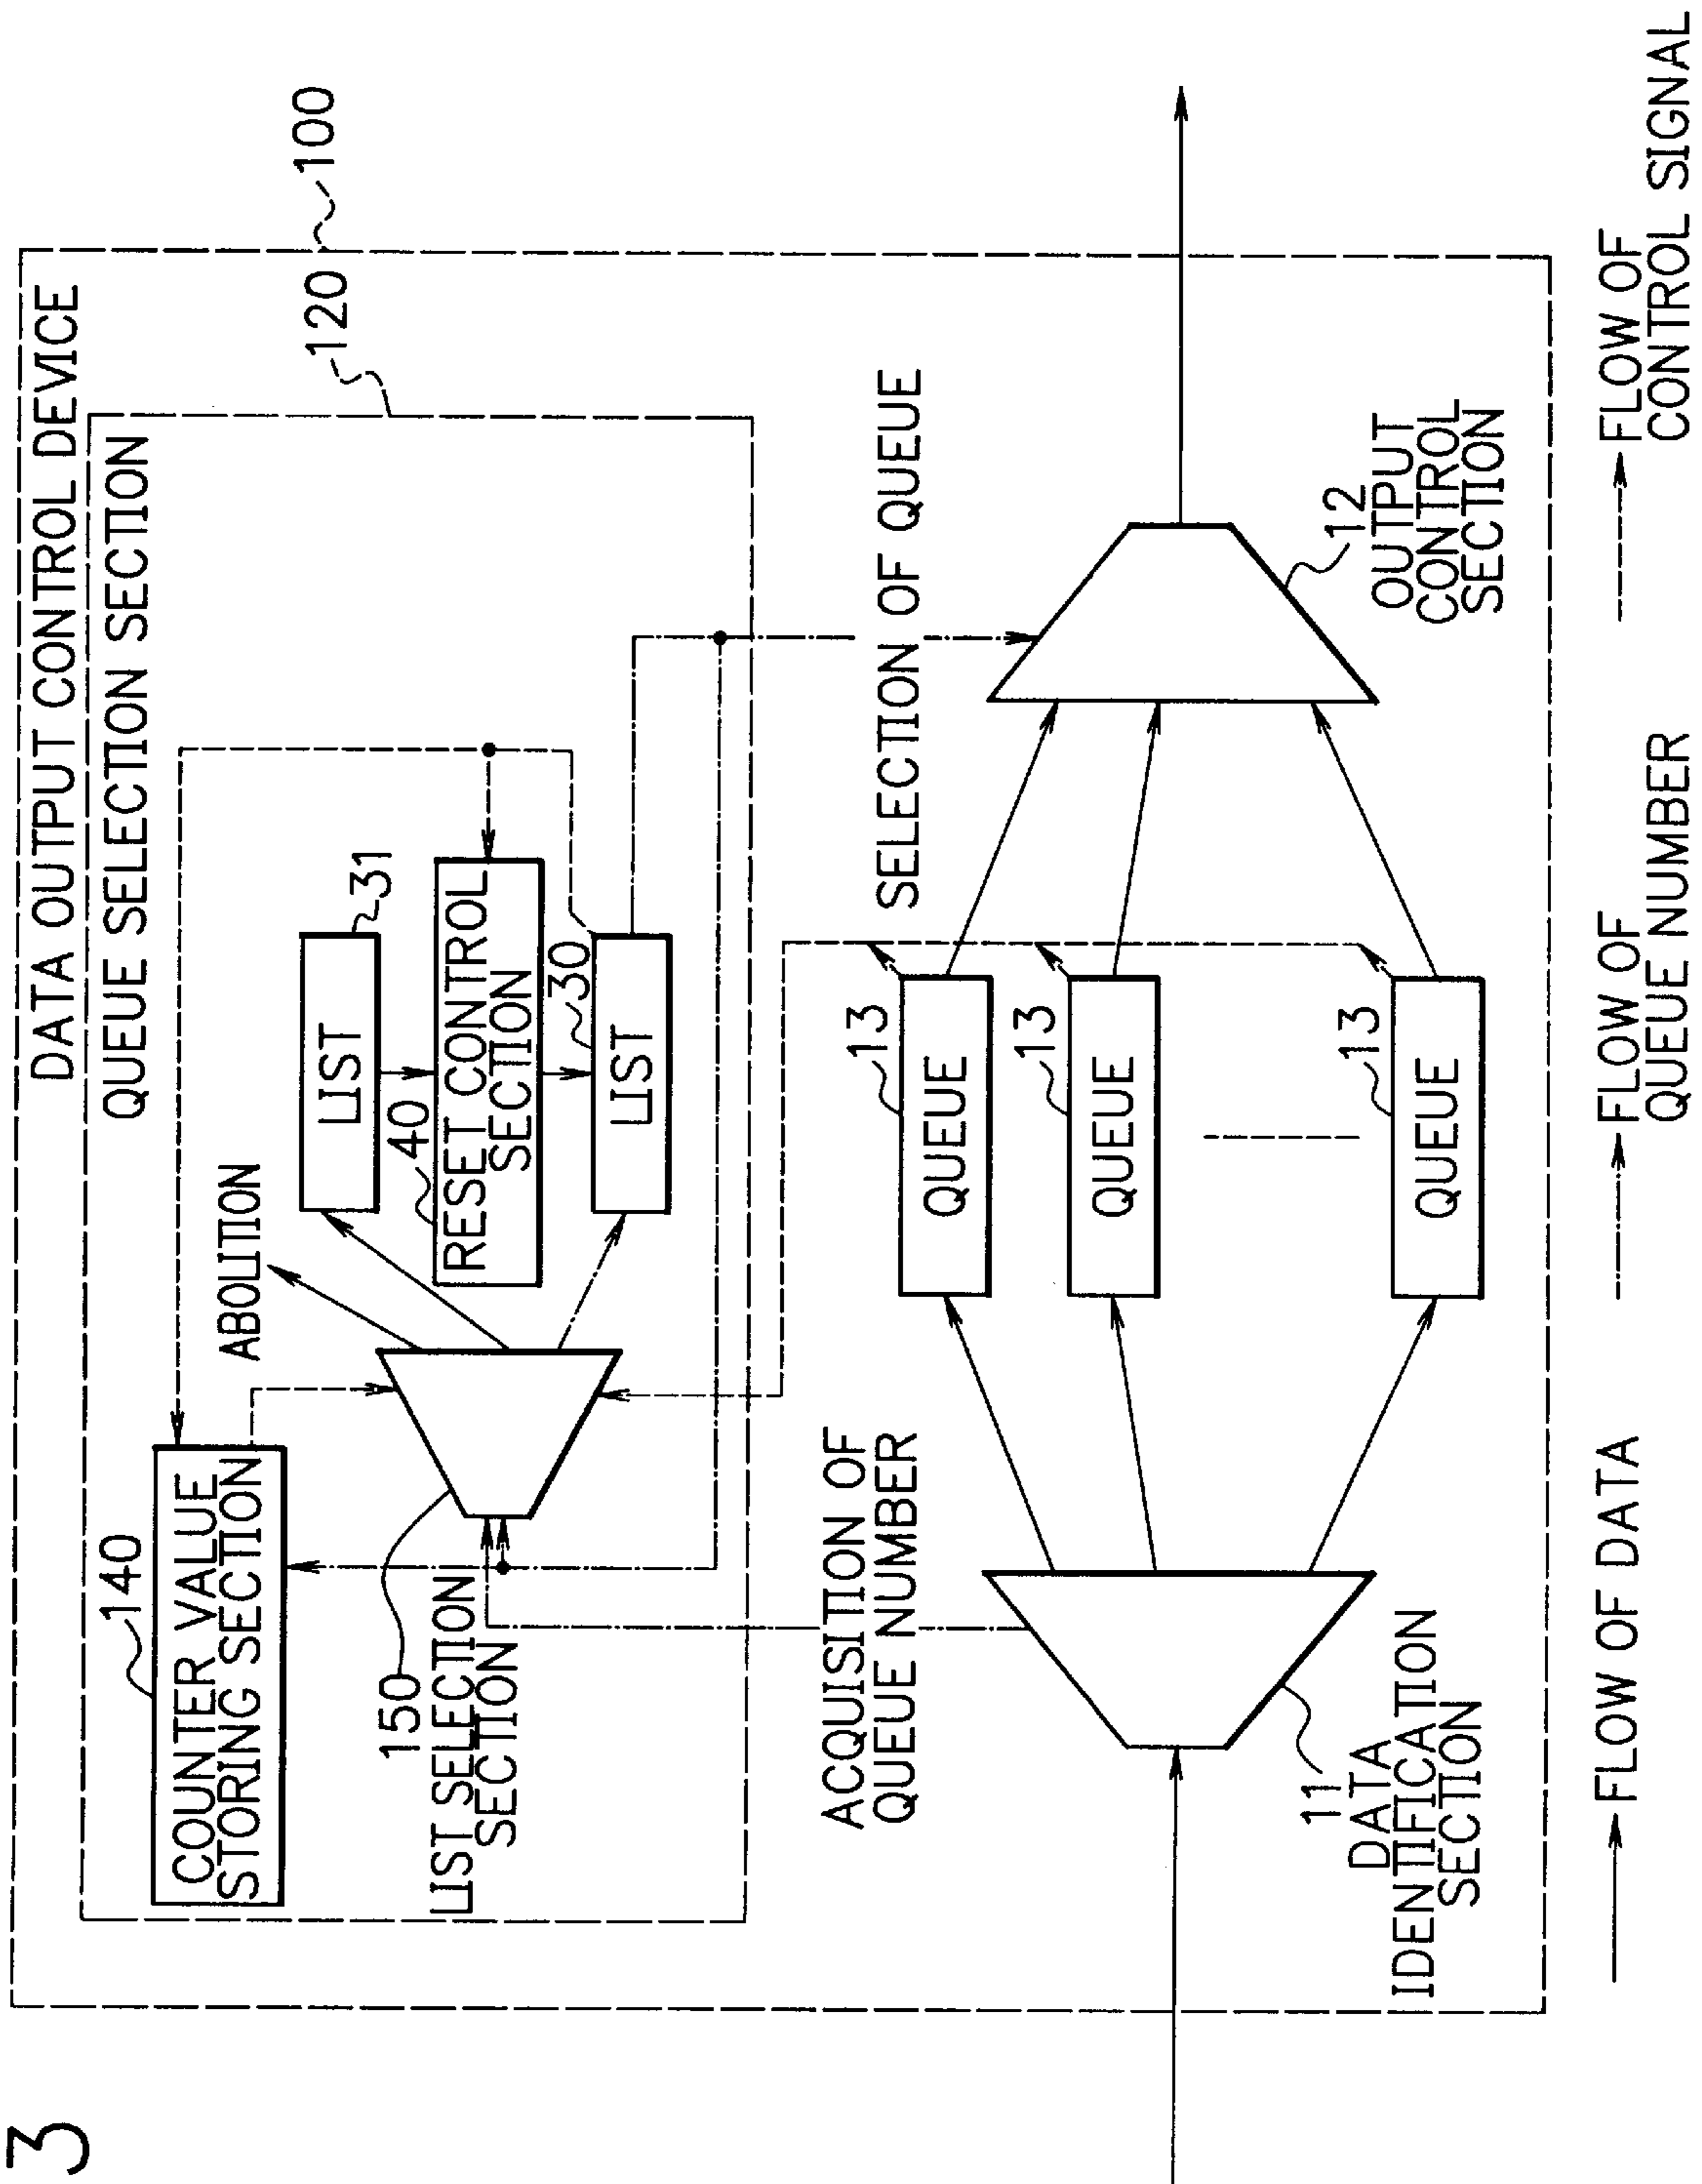 3
DATA OUTPUT CONTROL DEVICE
100
QUEUE SELECTION SECTION
120
140
COUNTER VALUE
STORING SECTION
ABOLITION
LIST
31
150
LIST SELECTION
SECTION
40
RESET CONTROL
SECTION
30
LIST
ACQUISITION OF
QUEUE NUMBER
SELECTION OF QUEUE
13
QUEUE
13
QUEUE
13
QUEUE
11
DATA
IDENTIFICATION
SECTION
12
OUTPUT
CONTROL
SECTION
FLOW OF DATA
FLOW OF
QUEUE NUMBER
FLOW OF
CONTROL SIGNAL